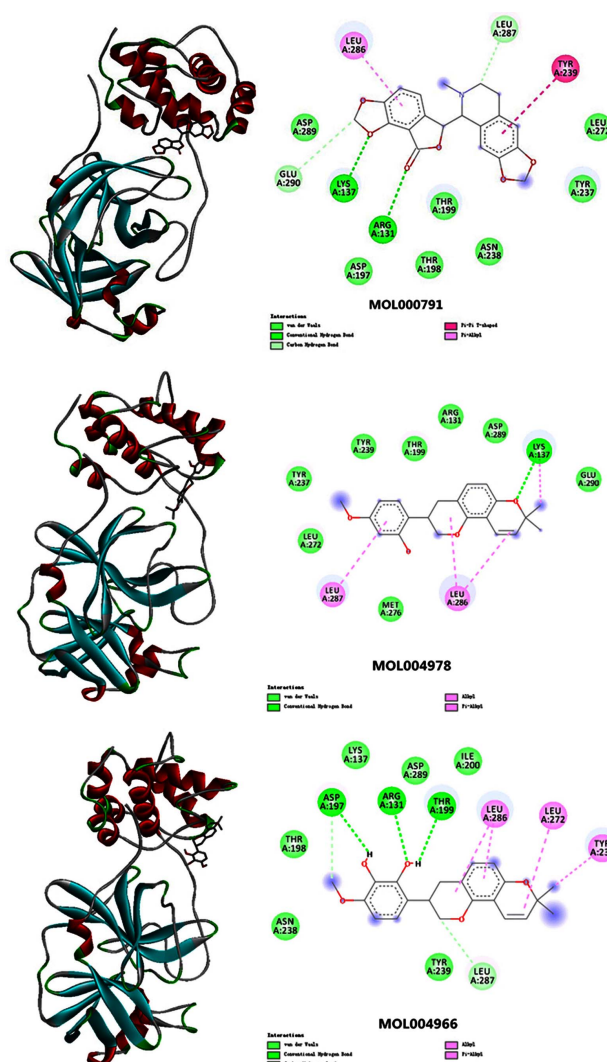 LEU
A:287
LEU
A:286
TYR
A:239
ASP
A:289
LEU
A:272
GLU
A:290
LYS
A:137
THR
A:199
TYR
A:237
ARG
A:131
ASP
A:197
THR
A:198
ASN
A:238
MOL000791
Interactions
van der Waals
Conventional Hydrogen Bond
Carbon Hydrogen Bond
Pi-Pi T-shaped
Pi-Alkyl
ARG
A:131
TYR
A:239
THR
A:199
ASP
A:289
LYS
A:137
TYR
A:237
GLU
A:290
LEU
A:272
LEU
A:287
MET
A:276
LEU
A:286
MOL004978
Interactions
van der Waals
Conventional Hydrogen Bond
Alkyl
Pi-Alkyl
LYS
A:137
ASP
A:289
ILE
A:200
ASP
A:197
ARG
A:131
THR
A:199
LEU
A:286
LEU
A:272
THR
A:198
H
H
ASN
A:238
TYR
A:239
LEU
A:287
MOL004966
Interactions
van der Waals
Conventional Hydrogen Bond
Alkyl
Pi-Alkyl